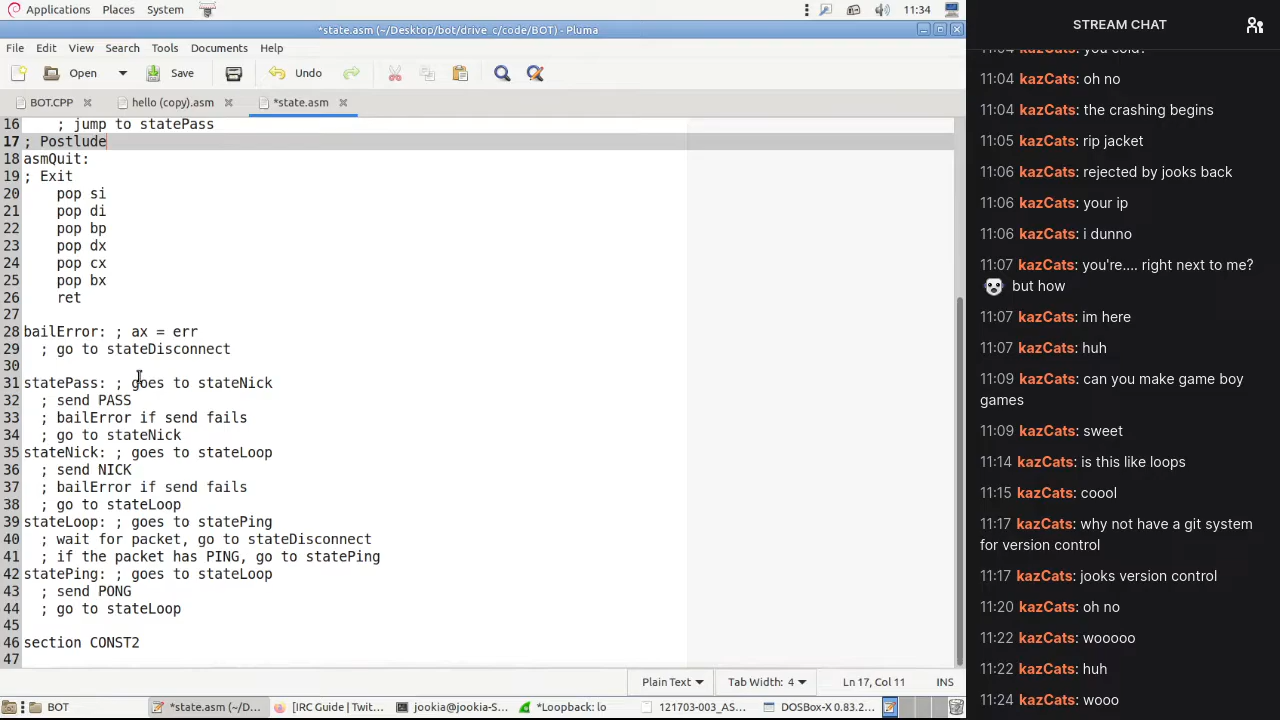 Applications Places System 11:34
*state.asm (~/Desktop/bot/drive_c/code/BOT) - Pluma
File Edit View Search Tools Documents Help
Open Save Undo
BOT.CPP hello (copy).asm *state.asm
16 ; jump to statePass
17 ; Postlude
18 asmQuit:
19 ; Exit
20 pop si
21 pop di
22 pop bp
23 pop dx
24 pop cx
25 pop bx
26 ret
27
28 bailError: ; ax = err
29 ; go to stateDisconnect
30
31 statePass: ; goes to stateNick
32 ; send PASS
33 ; bailError if send fails
34 ; go to stateNick
35 stateNick: ; goes to stateLoop
36 ; send NICK
37 ; bailError if send fails
38 ; go to stateLoop
39 stateLoop: ; goes to statePing
40 ; wait for packet, go to stateDisconnect
41 ; if the packet has PING, go to statePing
42 statePing: ; goes to stateLoop
43 ; send PONG
44 ; go to stateLoop
45
46 section CONST2
47
Plain Text Tab Width: 4 Ln 17, Col 11 INS
BOT *state.asm (~/D... [IRC Guide | Twit... jookia@jookia-S... *Loopback: lo 121703-003_AS... DOSBox-X 0.83.2...
STREAM CHAT
11:04 kazCats: oh no
11:04 kazCats: the crashing begins
11:05 kazCats: rip jacket
11:06 kazCats: rejected by jooks back
11:06 kazCats: your ip
11:06 kazCats: i dunno
11:07 kazCats: you're.... right next to me?
but how
11:07 kazCats: im here
11:07 kazCats: huh
11:09 kazCats: can you make game boy
games
11:09 kazCats: sweet
11:14 kazCats: is this like loops
11:15 kazCats: coool
11:17 kazCats: why not have a git system
for version control
11:17 kazCats: jooks version control
11:20 kazCats: oh no
11:22 kazCats: wooooo
11:22 kazCats: huh
11:24 kazCats: wooo